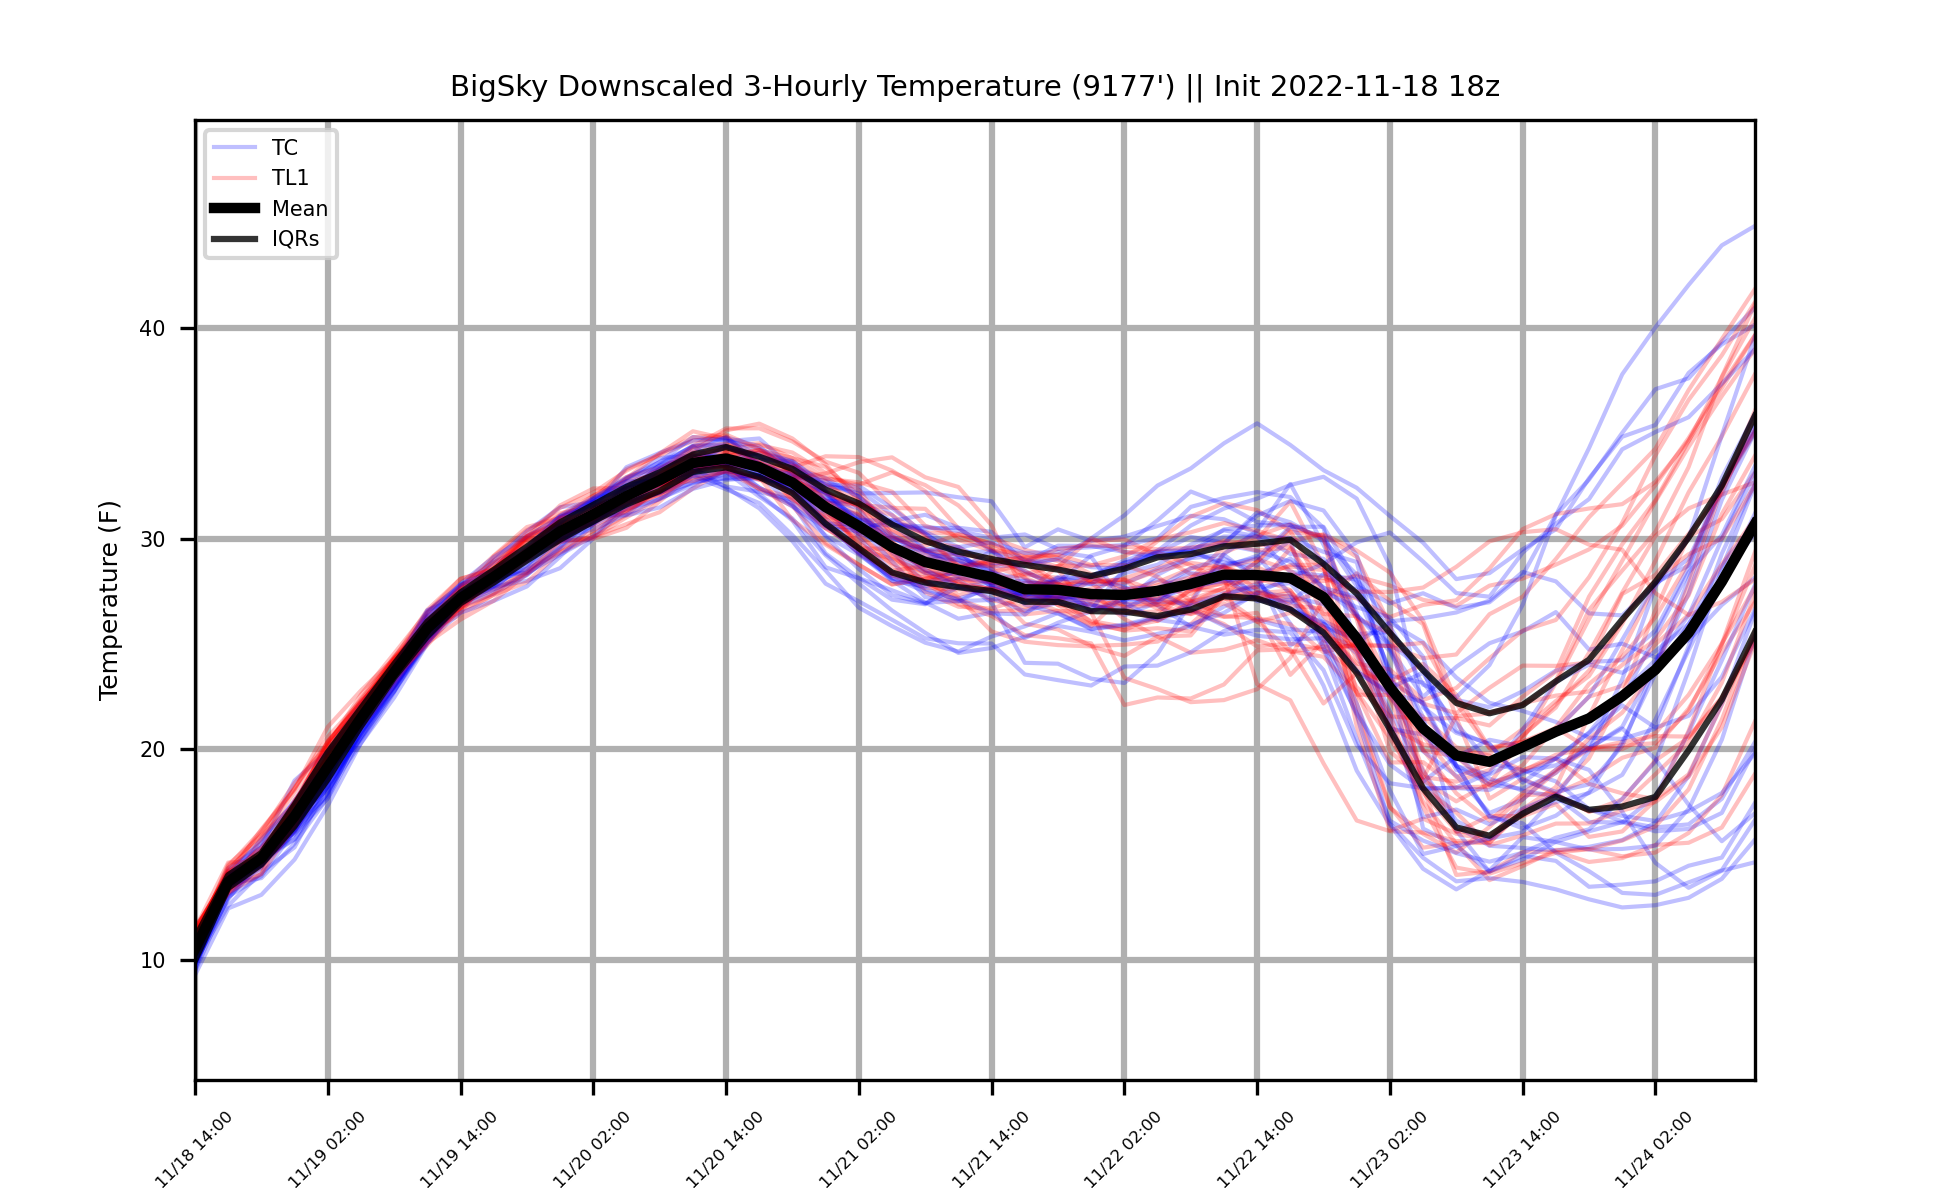 BigSky Downscaled 3-Hourly Temperature (9177') || Init 2022-11-18 18z
TC
TL1
Mean
IQRs
Temperature (F)
40
30
20
10
11/18 14:00
11/19 02:00
11/19 14:00
11/20 02:00
11/20 14:00
11/21 02:00
11/21 14:00
11/22 02:00
11/22 14:00
11/23 02:00
11/23 14:00
11/24 02:00